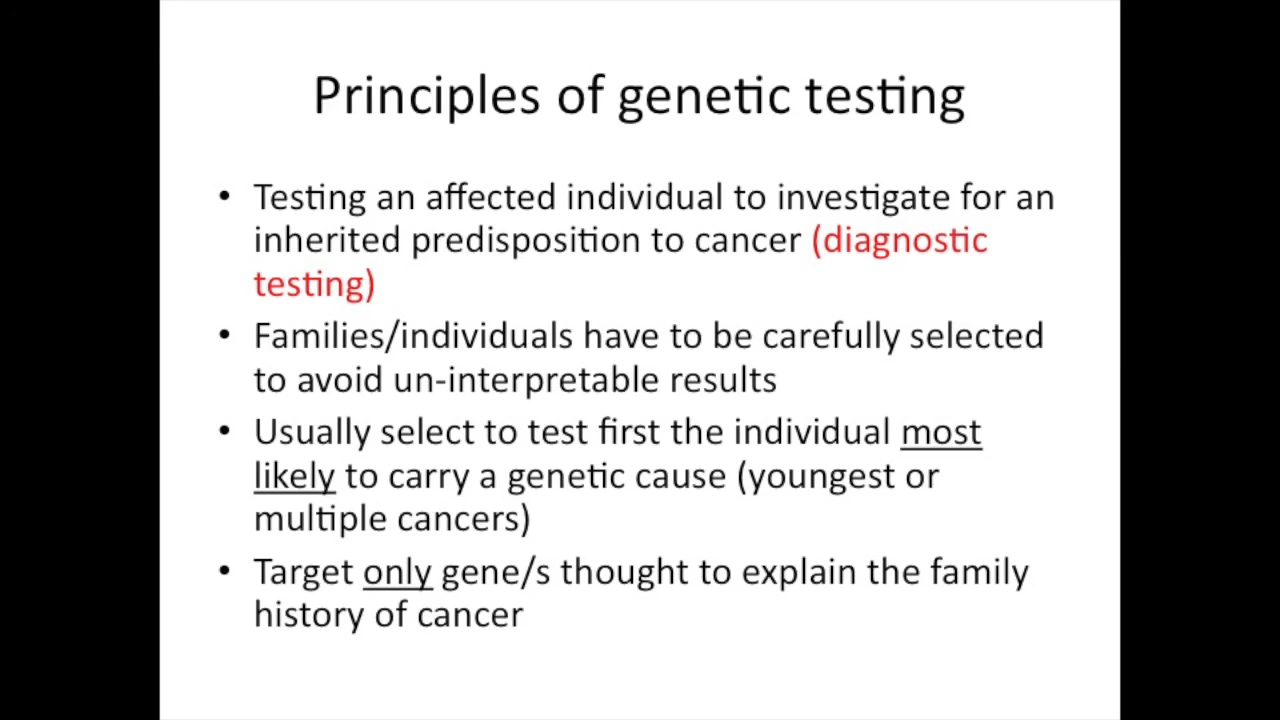 Principles of genetic testing
• Testing an affected individual to investigate for an
inherited predisposition to cancer (diagnostic
testing)
• Families/individuals have to be carefully selected
to avoid un-interpretable results
• Usually select to test first the individual most
likely to carry a genetic cause (youngest or
multiple cancers)
• Target only gene/s thought to explain the family
history of cancer